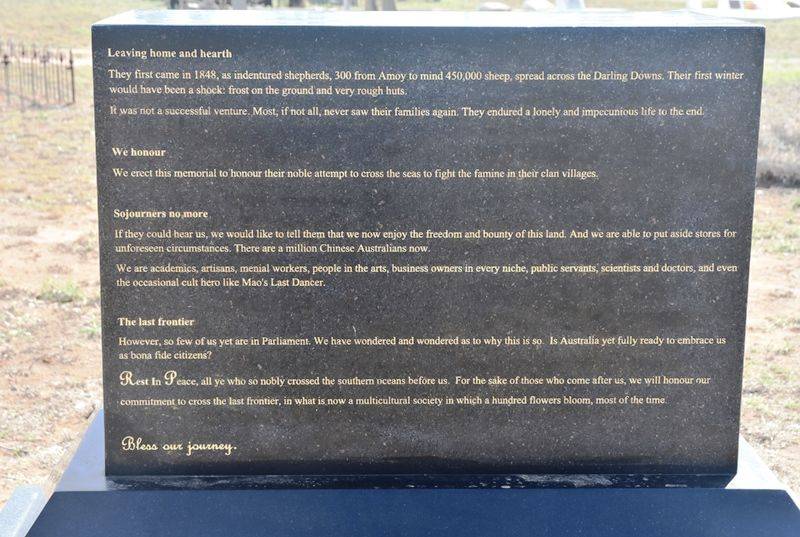 Leaving home and hearth
They first came in 1848, as indentured shepherds, 300 from Amoy to mind 450,000 sheep, spread across the Darling Downs. Their first winter
would have been a shock: frost on the ground and very rough huts.
It was not a successful venture. Most, if not all, never saw their families again. They endured a lonely and impecunious life to the end.
We honour
We erect this memorial to honour their noble attempt to cross the seas to fight the famine in their clan villages.
Sojourners no more
If they could hear us, we would like to tell them that we now enjoy the freedom and bounty of this land. And we are able to put aside stores for
unforeseen circumstances. There are a million Chinese Australians now.
We are academics, artisans, menial workers, people in the arts, business owners in every niche, public servants, scientists and doctors, and even
the occasional cult hero like Mao's Last Dancer.
The last frontier
However, so few of us yet are in Parliament. We have wondered and wondered as to why this is so. Is Australia yet fully ready to embrace us
as bona fide citizens?
Rest In Peace, all ye who so nobly crossed the southern oceans before us. For the sake of those who come after us, we will honour our
commitment to cross the last frontier, in what is now a multicultural society in which a hundred flowers bloom, most of the time.
Bless our journey.